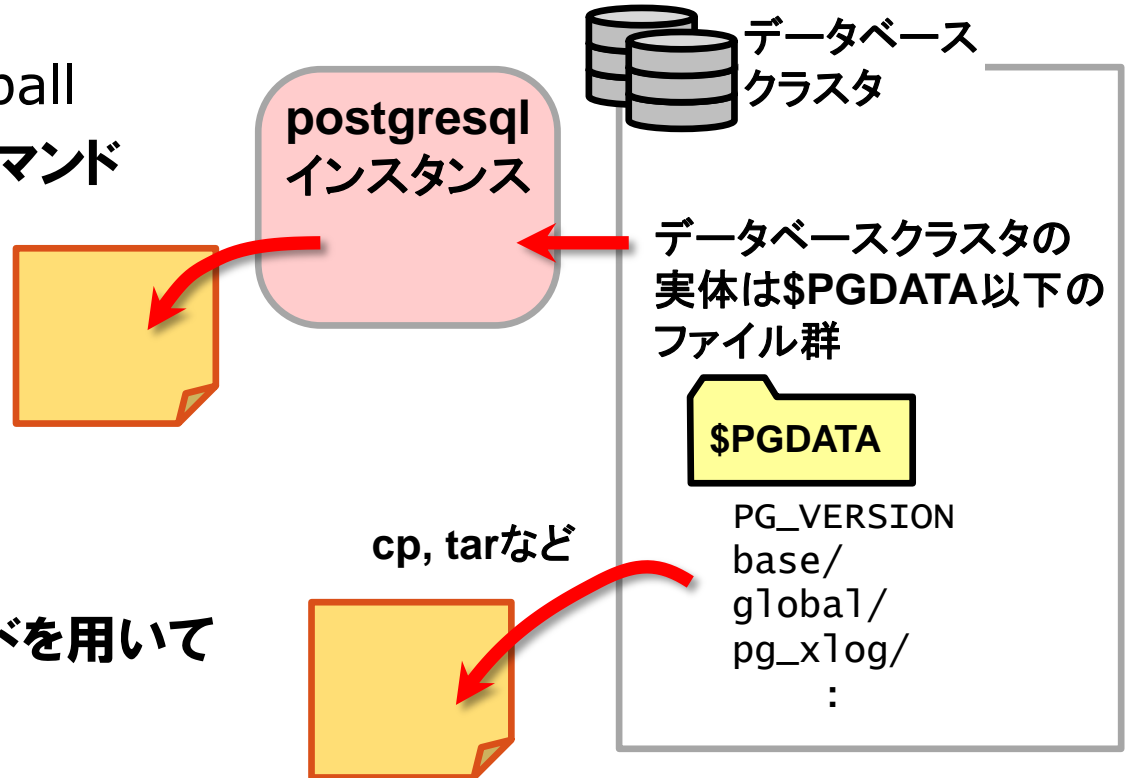 ball
マンド
postgresql
インスタンス
データベース
クラスタ
データベースクラスタの
実体は$PGDATA以下の
ファイル群
$PGDATA
PG_VERSION
base/
global/
pg_xlog/
:
cp, tarなど
ドを用いて